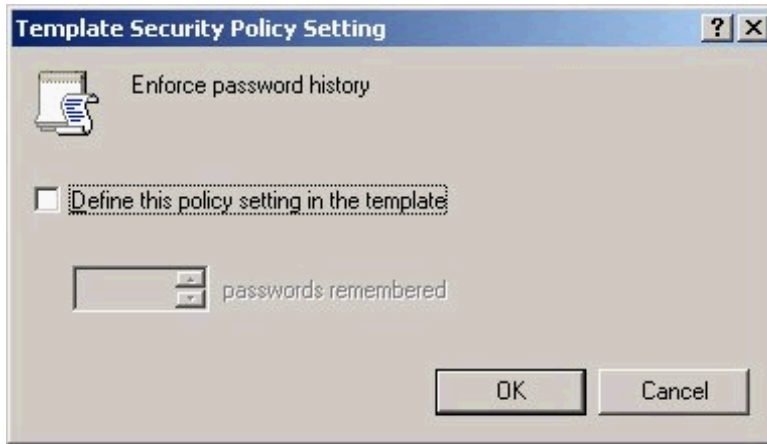 Template Security Policy Setting
Enforce password history
Define this policy setting in the template
passwords remembered
OK Cancel